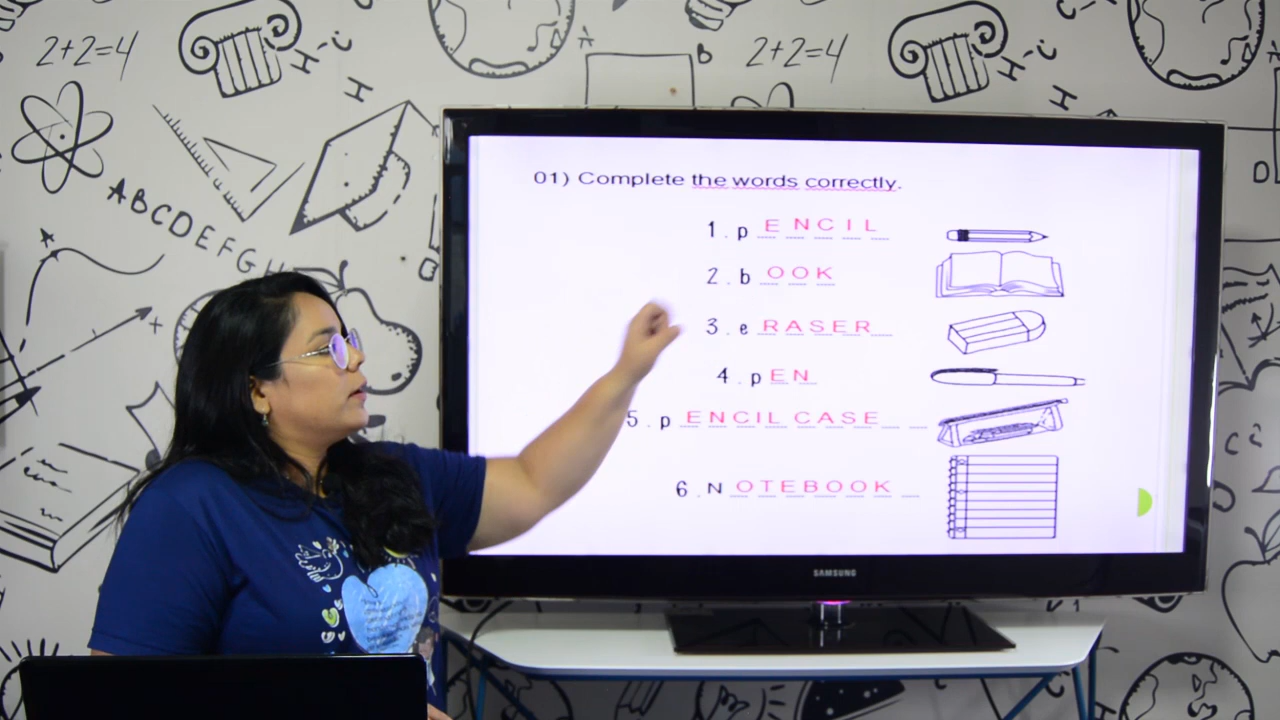 2+2=4
H-C
H
A B
2+2=4
H-C
H
ABCDEFGH
D
01) Complete the words correctly.
1. p ENCIL
2. b OOK
3. e RASER
4. p EN
5. p ENCIL CASE
6. N OTEBOOK
SAMSUNG